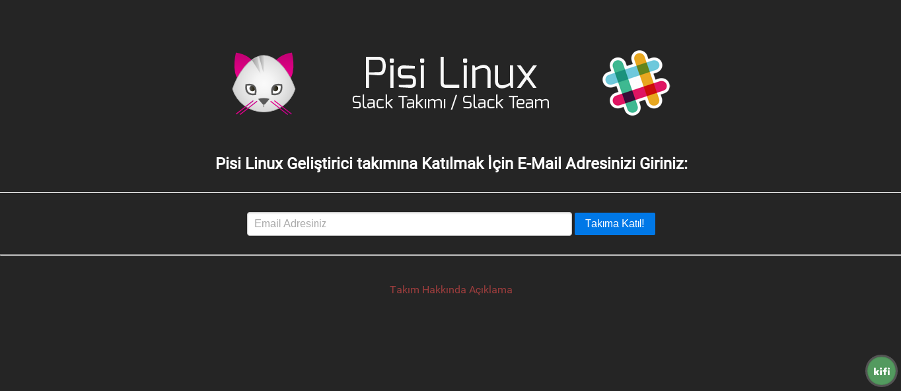 Pisi Linux
Slack Takımı / Slack Team
Pisi Linux Geliştirici takımına Katılmak İçin E-Mail Adresinizi Giriniz:
Email Adresiniz
Takıma Katıl!
Takım Hakkında Açıklama
kifi